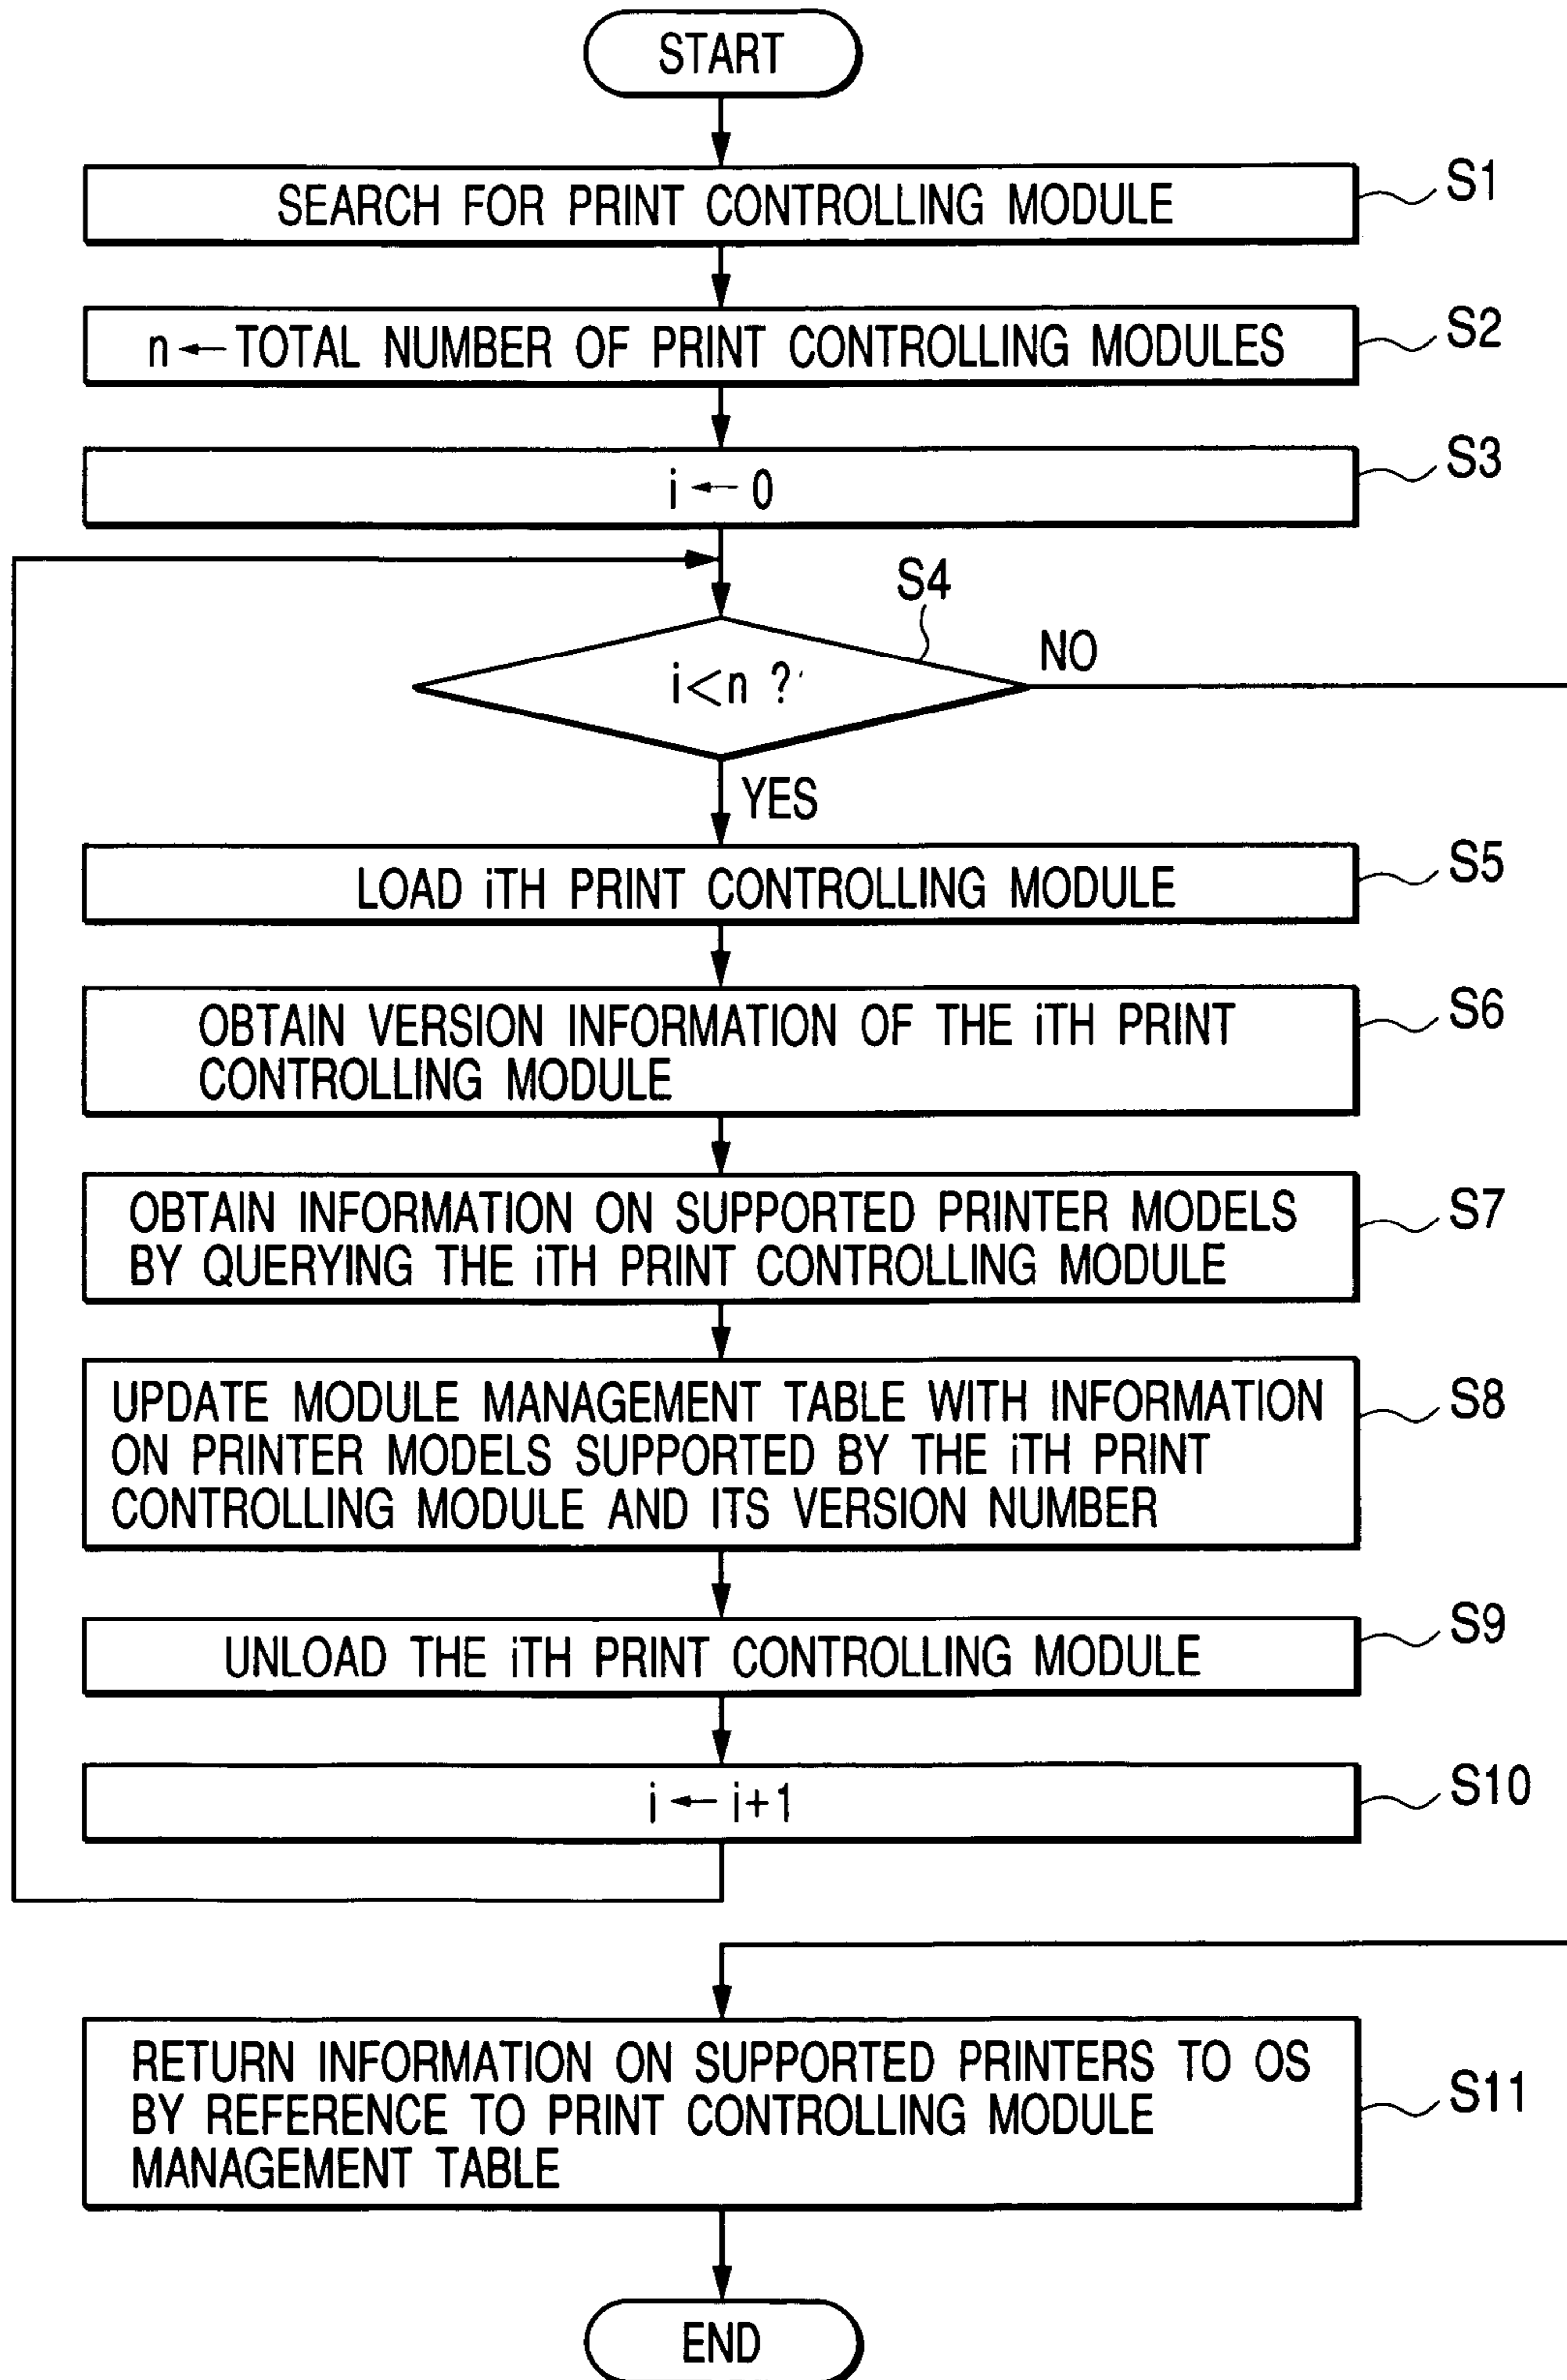 START
SEARCH FOR PRINT CONTROLLING MODULE
S1
n←TOTAL NUMBER OF PRINT CONTROLLING MODULES
S2
i ← 0
S3
S4
i<n ?
NO
YES
LOAD iTH PRINT CONTROLLING MODULE
S5
OBTAIN VERSION INFORMATION OF THE iTH PRINT
CONTROLLING MODULE
S6
OBTAIN INFORMATION ON SUPPORTED PRINTER MODELS
BY QUERYING THE iTH PRINT CONTROLLING MODULE
S7
UPDATE MODULE MANAGEMENT TABLE WITH INFORMATION
ON PRINTER MODELS SUPPORTED BY THE iTH PRINT
CONTROLLING MODULE AND ITS VERSION NUMBER
S8
UNLOAD THE iTH PRINT CONTROLLING MODULE
S9
i ← i+1
S10
RETURN INFORMATION ON SUPPORTED PRINTERS TO OS
BY REFERENCE TO PRINT CONTROLLING MODULE
MANAGEMENT TABLE
S11
END